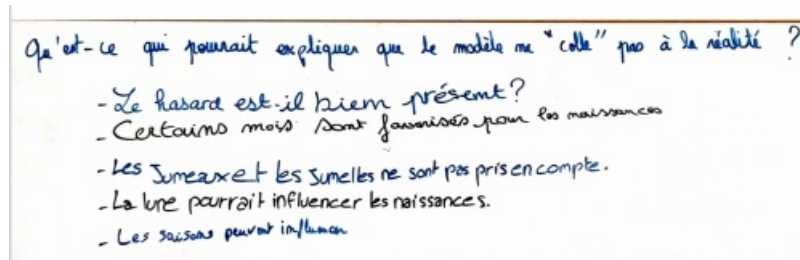 Qu'est-ce qui pourrait expliquer que le modèle ne "colle" pas à la réalité ?
- Le hasard est-il bien présent?
- Certains mois sont favorisés pour les naissances
- Les Jumeaux et les Jumelles ne sont pas pris en compte.
- La lune pourrait influencer les naissances.
- Les saisons peuvent influencer